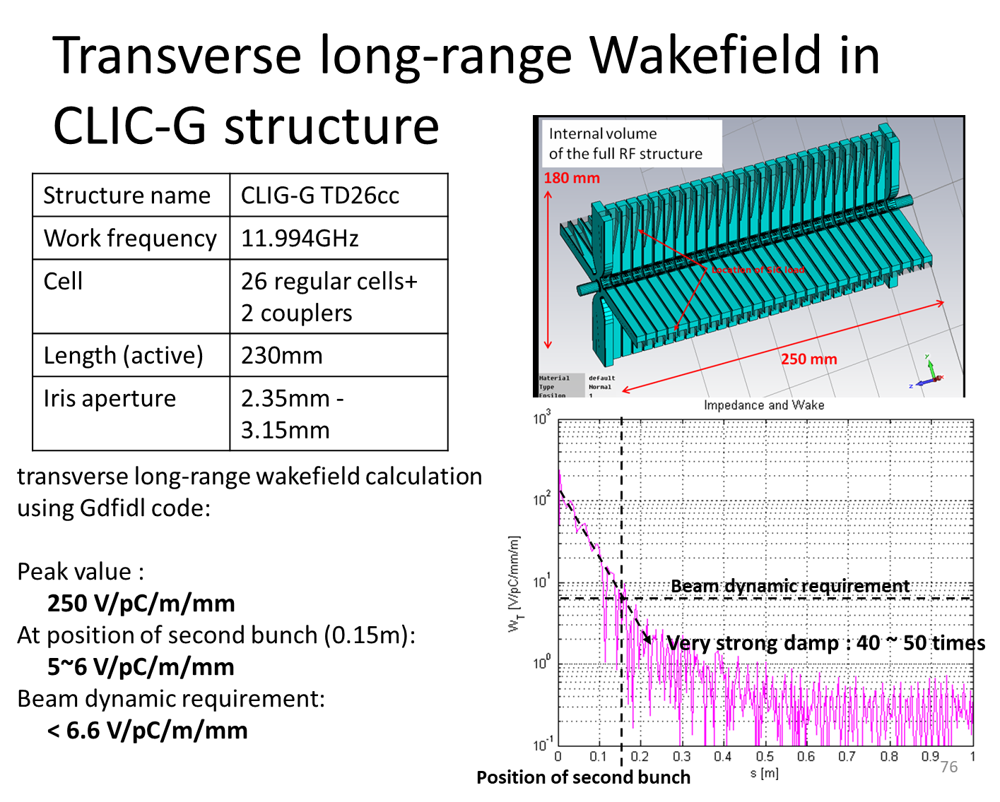 Transverse long-range Wakefield in
CLIC-G structure
Structure name CLIG-G TD26cc
Work frequency 11.994GHz
Cell 26 regular cells+
2 couplers
Length (active) 230mm
Iris aperture 2.35mm -
3.15mm
transverse long-range wakefield calculation
using Gdfidl code:
Peak value :
250 V/pC/m/mm
At position of second bunch (0.15m):
5~6 V/pC/m/mm
Beam dynamic requirement:
< 6.6 V/pC/m/mm
Internal volume
of the full RF structure
180 mm
Location of SiC load
250 mm
Material default
Type Normal
Epsilon 1
y
z
x
Impedance and Wake
10^3
10^2
10^1
10^0
10^-1
W_T [V/pC/mm/m]
Beam dynamic requirement
Very strong damp : 40 ~ 50 times
0 0.1 0.2 0.3 0.4 0.5 0.6 0.7 0.8 0.9 1
s [m]
Position of second bunch
76